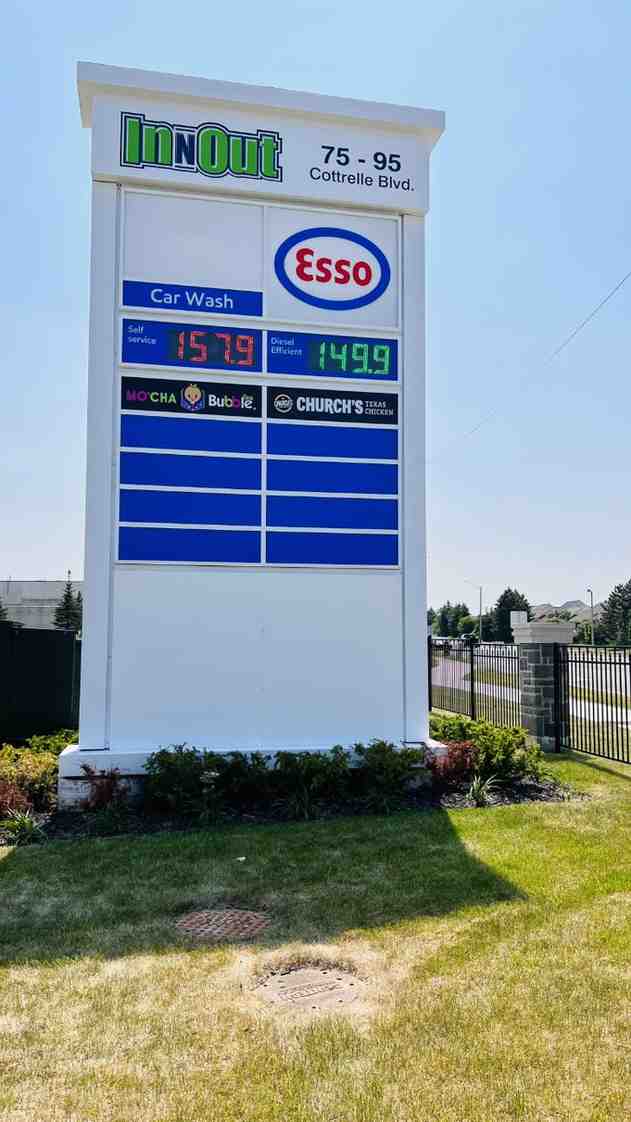 InNOut
75 - 95
Cottrelle Blvd.
Esso
Car Wash
Self
service
157.9
Diesel
Efficient
149.9
MO'CHA Bubble
CHURCH'S TEXAS
CHICKEN